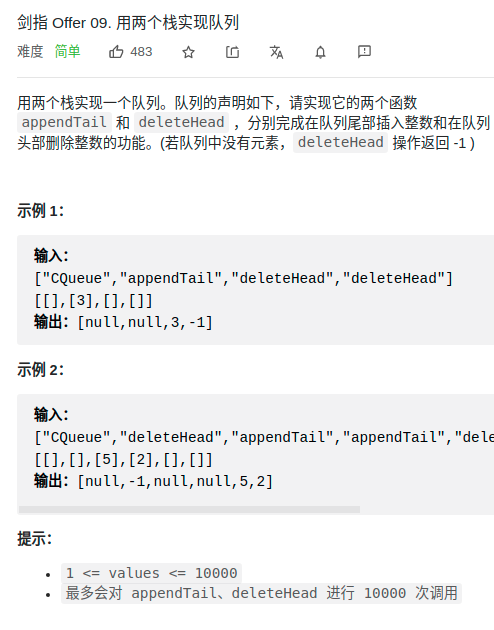 剑指 Offer 09. 用两个栈实现队列
难度 简单 483
用两个栈实现一个队列。队列的声明如下，请实现它的两个函数
appendTail 和 deleteHead ，分别完成在队列尾部插入整数和在队列
头部删除整数的功能。(若队列中没有元素，deleteHead 操作返回 -1 )
示例 1：
输入：
["CQueue","appendTail","deleteHead","deleteHead"]
[[],[3],[],[]]
输出：[null,null,3,-1]
示例 2：
输入：
["CQueue","deleteHead","appendTail","appendTail","dele
[[],[],[5],[2],[],[]]
输出：[null,-1,null,null,5,2]
提示：
1 <= values <= 10000
最多会对 appendTail、deleteHead 进行 10000 次调用